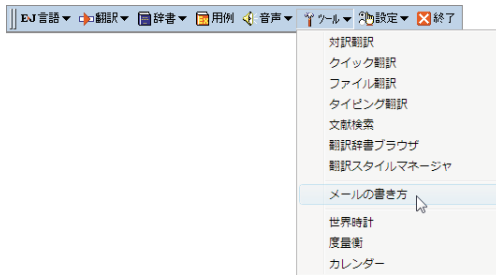 EJ 言語▼ 翻訳▼ 辞書▼ 用例 音声▼ ツール▼ 設定▼ 終了
対訳翻訳
クイック翻訳
ファイル翻訳
タイピング翻訳
文献検索
翻訳辞書ブラウザ
翻訳スタイルマネージャ
メールの書き方
世界時計
度量衡
カレンダー